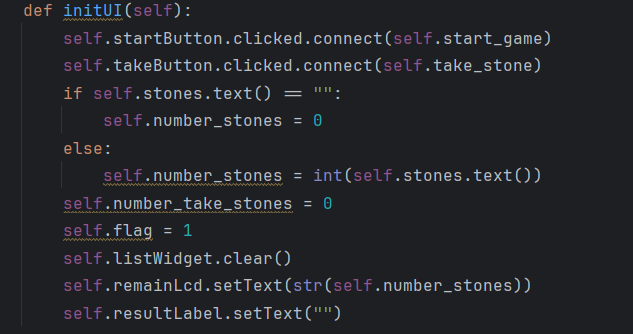 def initUI(self):
    self.startButton.clicked.connect(self.start_game)
    self.takeButton.clicked.connect(self.take_stone)
    if self.stones.text() == "":
        self.number_stones = 0
    else:
        self.number_stones = int(self.stones.text())
    self.number_take_stones = 0
    self.flag = 1
    self.listWidget.clear()
    self.remainLcd.setText(str(self.number_stones))
    self.resultLabel.setText("")